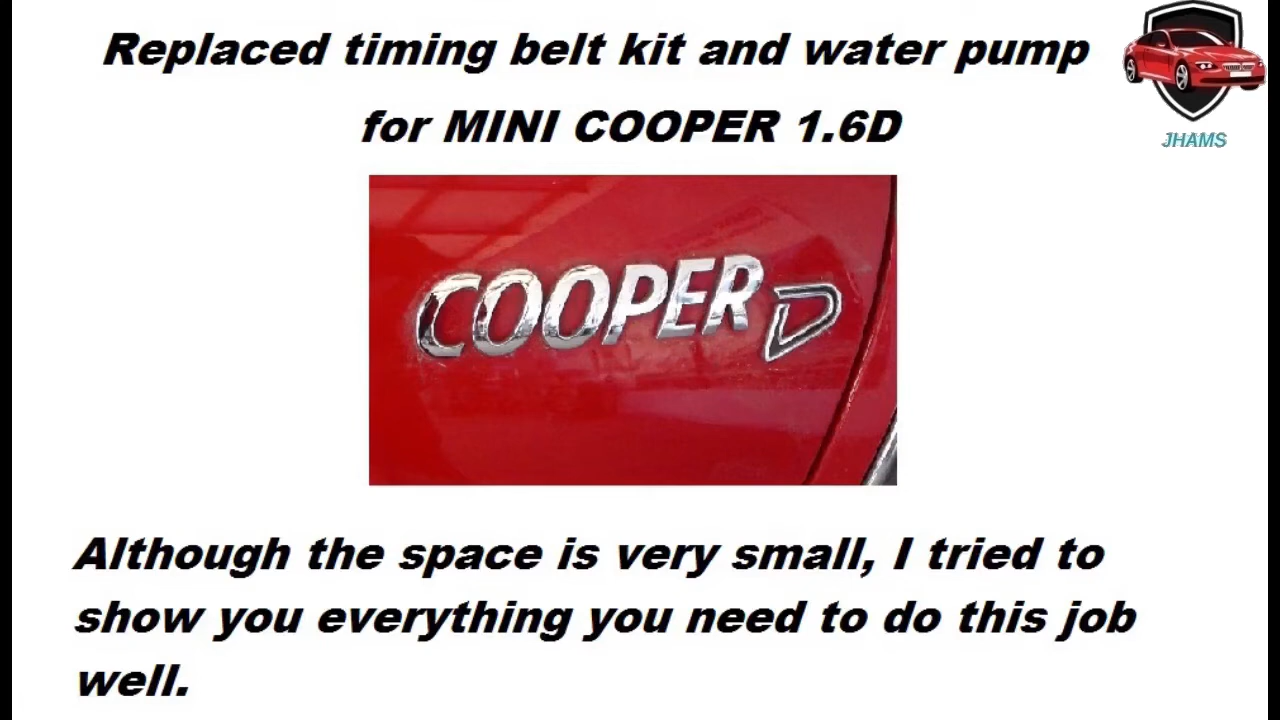 Replaced timing belt kit and water pump
for MINI COOPER 1.6D
JHAMS
COOPER D
Although the space is very small, I tried to
show you everything you need to do this job
well.